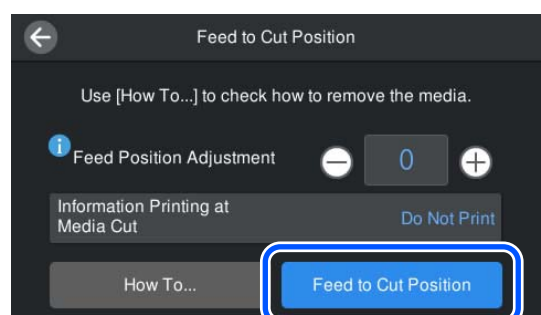 Feed to Cut Position
Use [How To...] to check how to remove the media.
Feed Position Adjustment
0
Information Printing at
Media Cut
Do Not Print
How To...
Feed to Cut Position